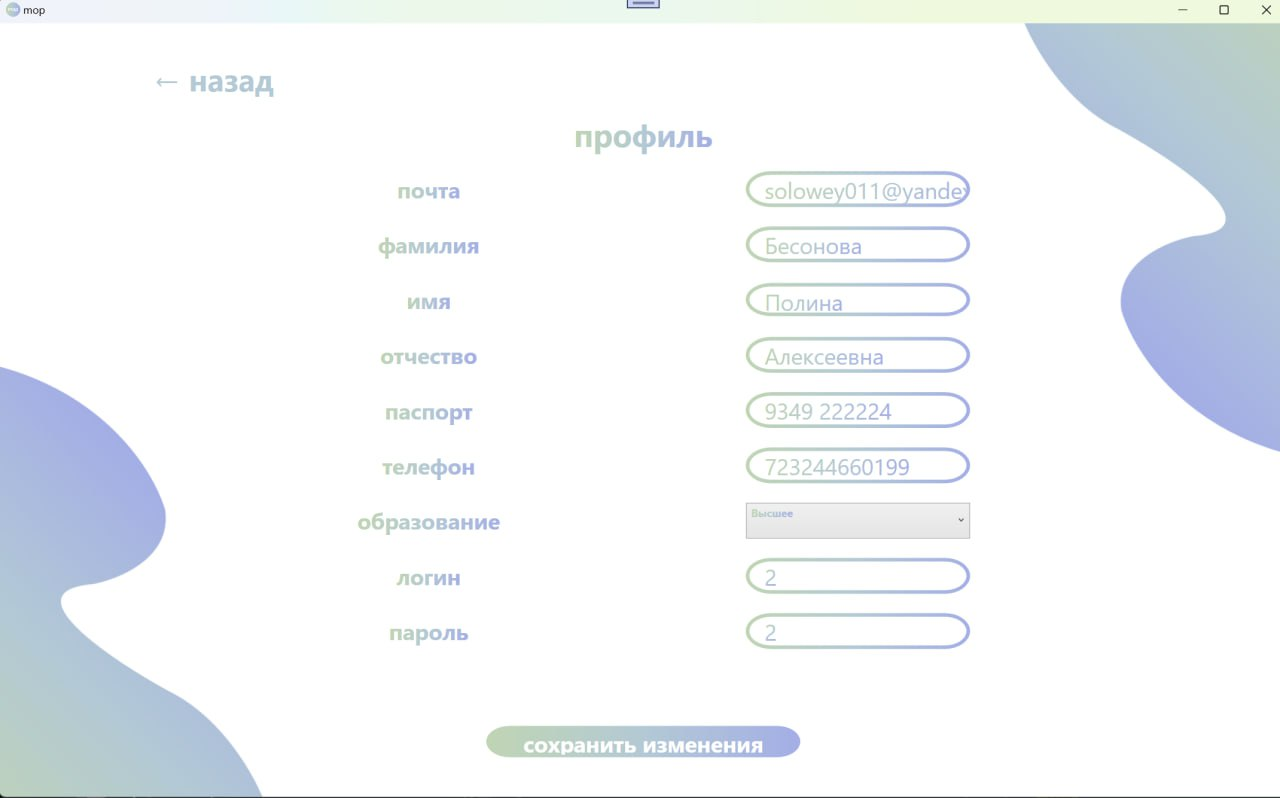 mop
← назад
профиль
почта solowey011@yandex
фамилия Бесонова
имя Полина
отчество Алексеевна
паспорт 9349 222224
телефон 723244660199
образование Высшее
логин 2
пароль 2
сохранить изменения